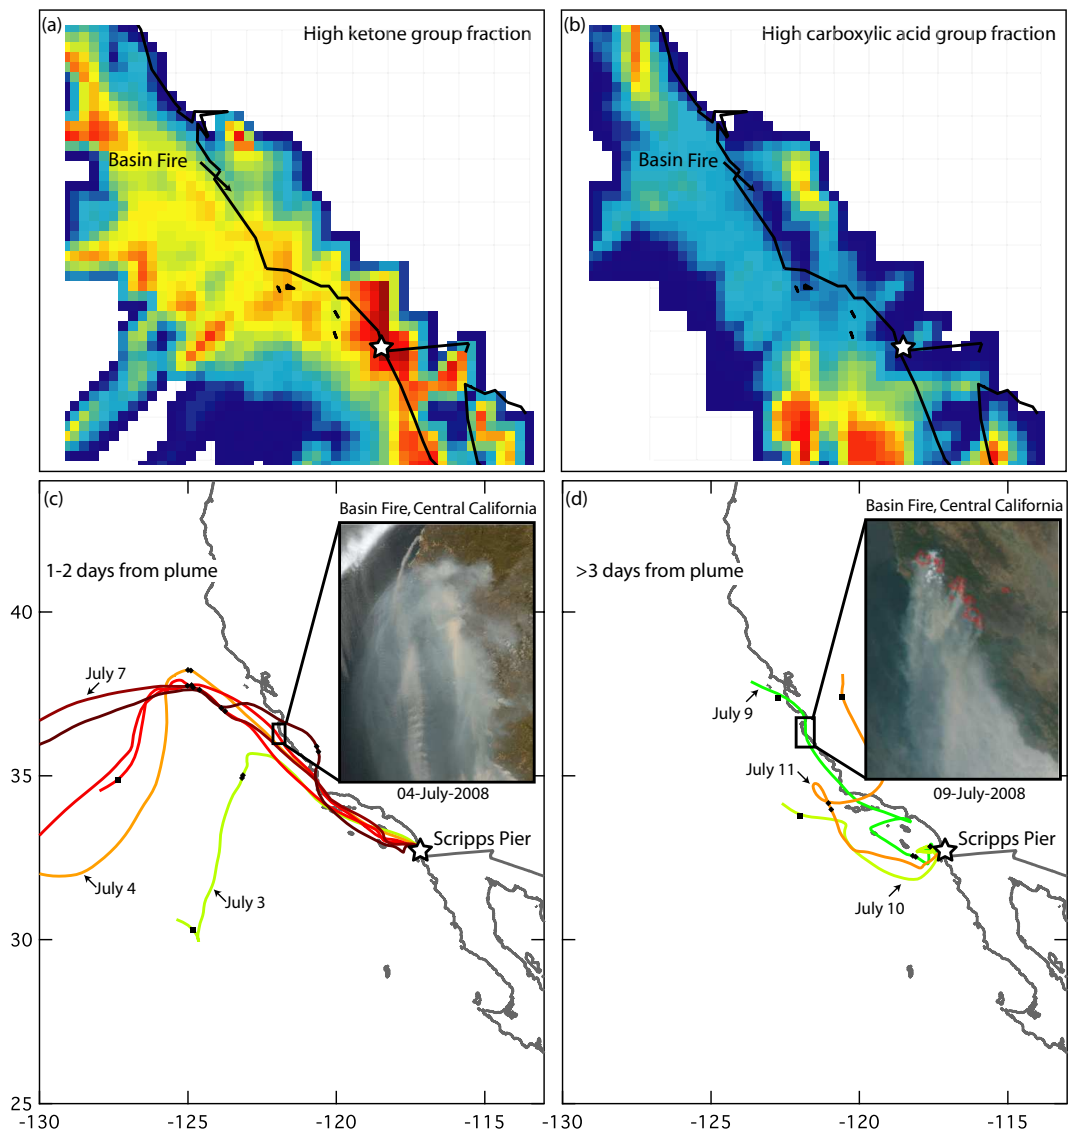 (a)
High ketone group fraction
Basin Fire
(b)
High carboxylic acid group fraction
Basin Fire
(c)
Basin Fire, Central California
1-2 days from plume
40
July 7
04-July-2008
35
Scripps Pier
July 4
July 3
30
25
-130
-125
-120
-115
(d)
Basin Fire, Central California
>3 days from plume
July 9
July 11
09-July-2008
Scripps Pier
July 10
-130
-125
-120
-115